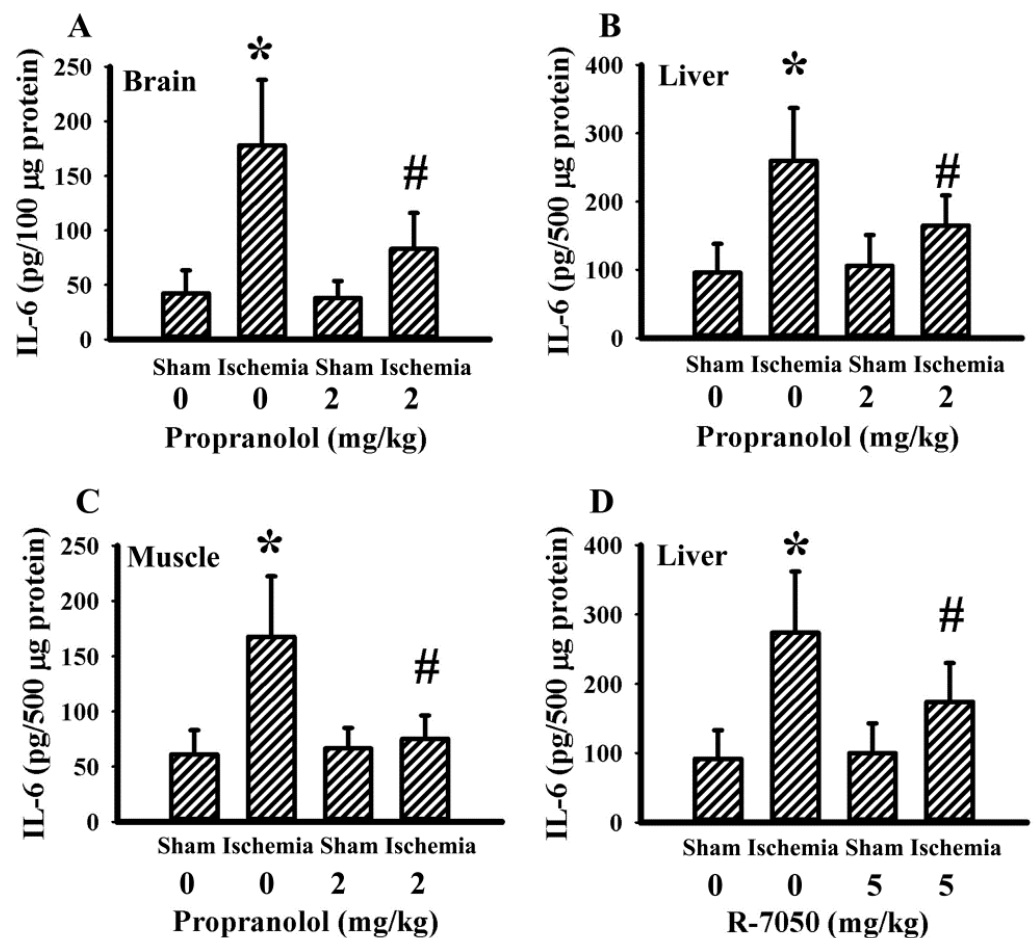 A
IL-6 (pg/100 µg protein)
250
200
150
100
50
0
Brain
*
#
Sham Ischemia Sham Ischemia
0 0 2 2
Propranolol (mg/kg)
B
IL-6 (pg/500 µg protein)
400
300
200
100
0
Liver
*
#
Sham Ischemia Sham Ischemia
0 0 2 2
Propranolol (mg/kg)
C
IL-6 (pg/500 µg protein)
250
200
150
100
50
0
Muscle
*
#
Sham Ischemia Sham Ischemia
0 0 2 2
Propranolol (mg/kg)
D
IL-6 (pg/500 µg protein)
400
300
200
100
0
Liver
*
#
Sham Ischemia Sham Ischemia
0 0 5 5
R-7050 (mg/kg)